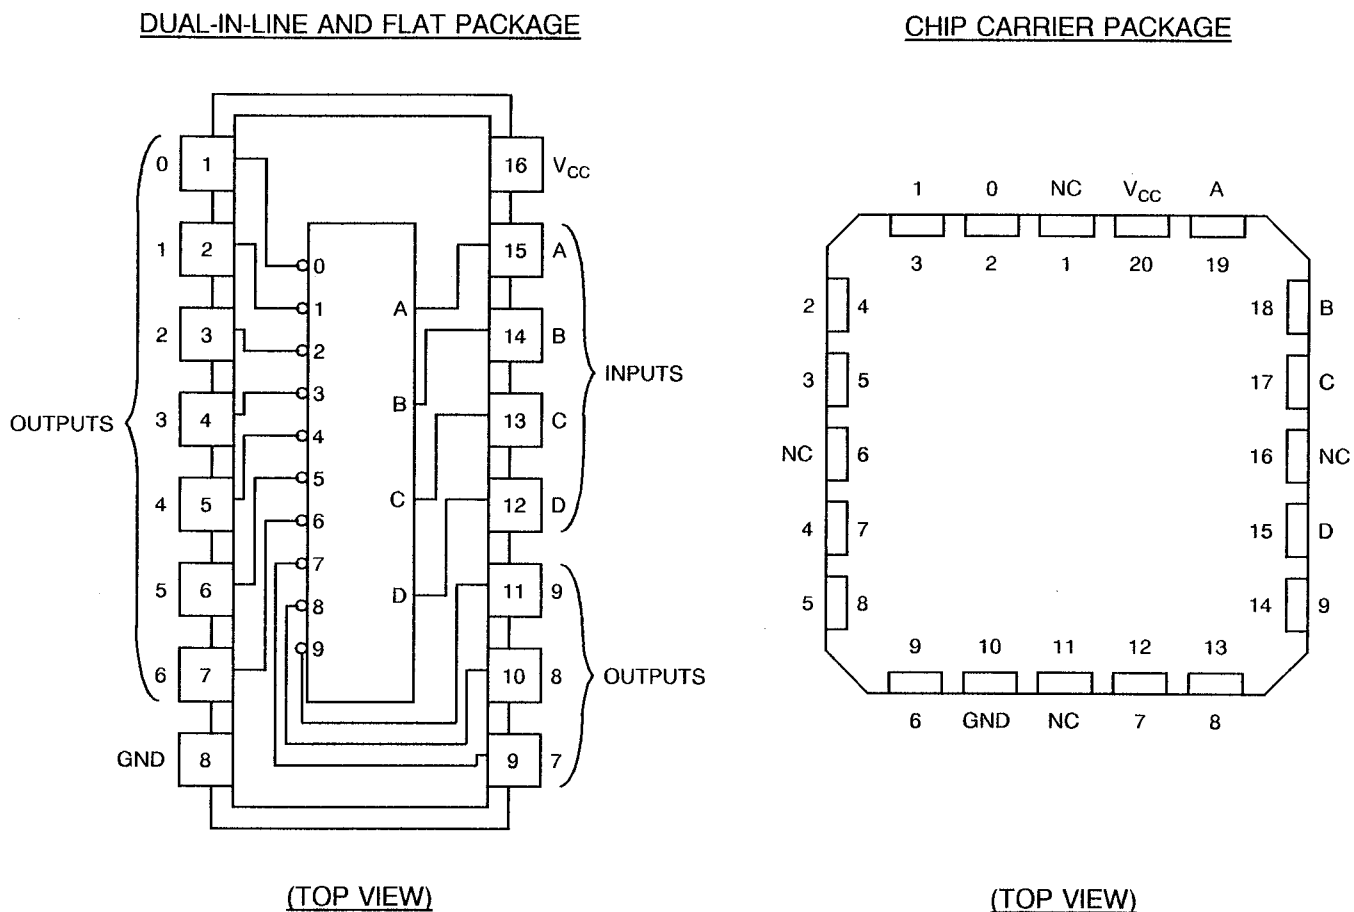 DUAL-IN-LINE AND FLAT PACKAGE
0 1 16 VCC
1 2 15 A
0
1 A
2 3 14 B
2
INPUTS
3
B
OUTPUTS 3 4 13 C
4
5
C
4 5 12 D
6
7
5 6 11 9
D
8
9
6 7 10 8 OUTPUTS
GND 8 9 7
(TOP VIEW)
CHIP CARRIER PACKAGE
1 0 NC VCC A
3 2 1 20 19
2 4 18 B
3 5 17 C
NC 6 16 NC
4 7 15 D
5 8 14 9
9 10 11 12 13
6 GND NC 7 8
(TOP VIEW)